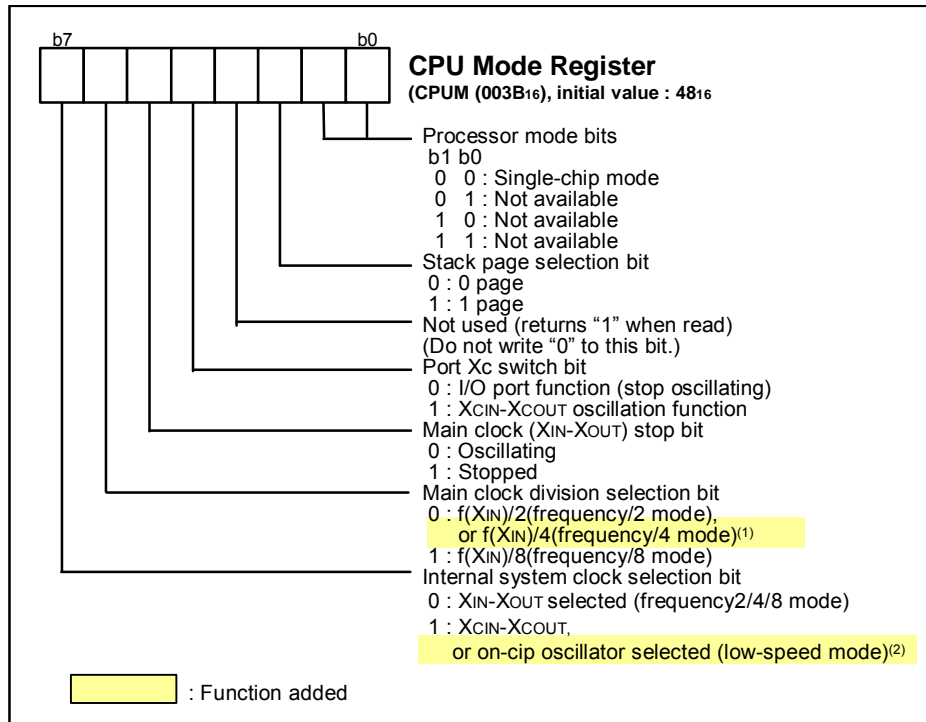 b7 b0
CPU Mode Register
(CPUM (003B16), initial value : 4816
Processor mode bits
b1 b0
0 0 : Single-chip mode
0 1 : Not available
1 0 : Not available
1 1 : Not available
Stack page selection bit
0 : 0 page
1 : 1 page
Not used (returns “1” when read)
(Do not write “0” to this bit.)
Port Xc switch bit
0 : I/O port function (stop oscillating)
1 : XCIN-XCOUT oscillation function
Main clock (XIN-XOUT) stop bit
0 : Oscillating
1 : Stopped
Main clock division selection bit
0 : f(XIN)/2(frequency/2 mode),
or f(XIN)/4(frequency/4 mode)(1)
1 : f(XIN)/8(frequency/8 mode)
Internal system clock selection bit
0 : XIN-XOUT selected (frequency2/4/8 mode)
1 : XCIN-XCOUT,
or on-cip oscillator selected (low-speed mode)(2)
: Function added